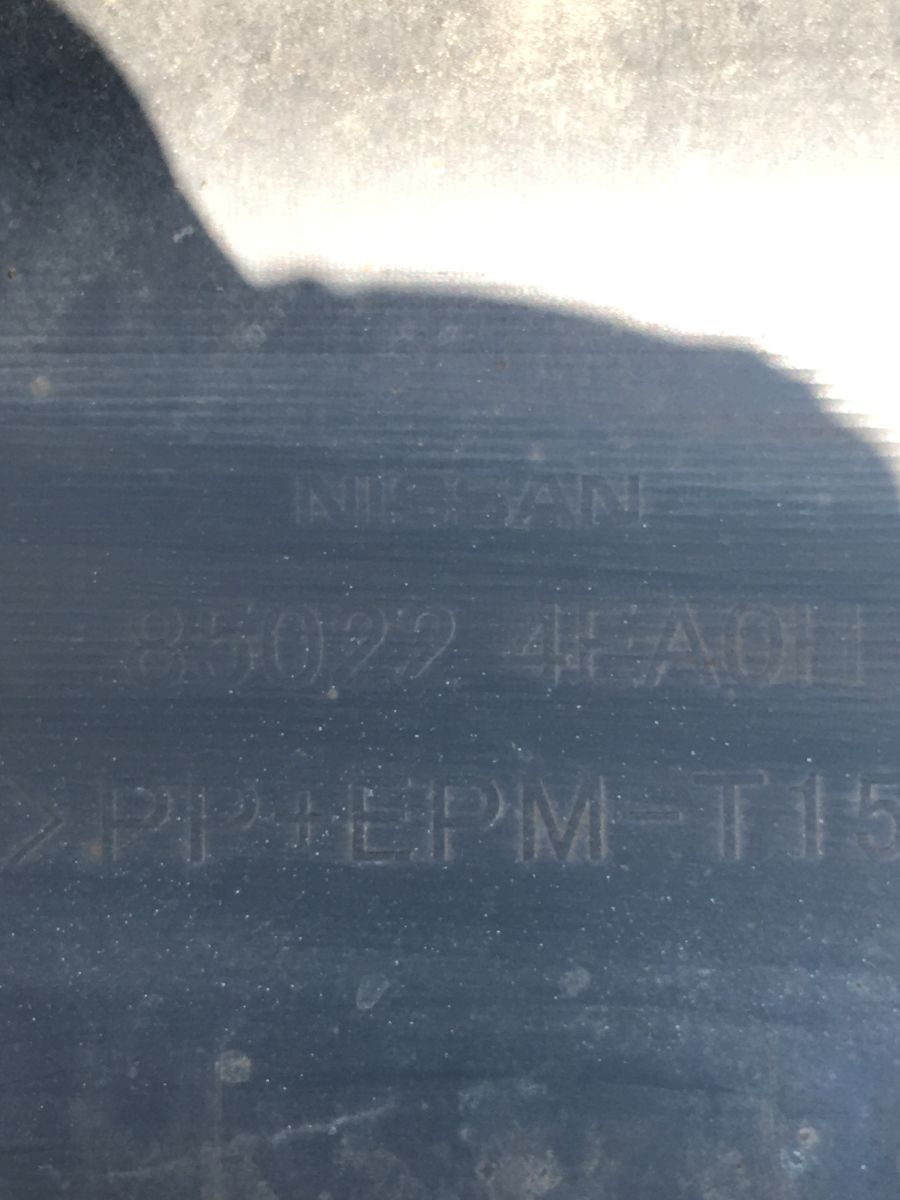 NISSAN
85022 4EA0H
>PP+EPM-T15